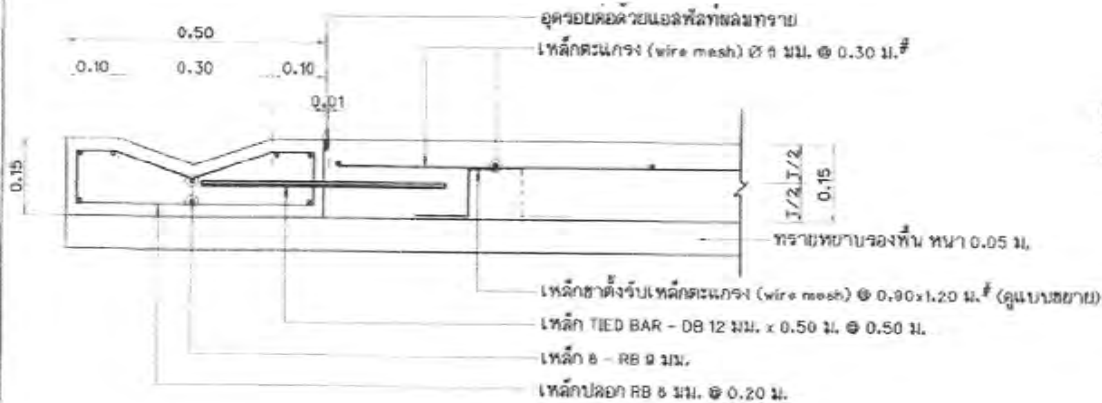 อุดรอยต่อด้วยแอสฟัลท์ผสมทราย
0.50
เหล็กตะแกรง (wire mesh) Ø 6 มม. @ 0.30 ม.#
0.10 0.30 0.10
0.01
0.15
T/2 T/2
0.15
ทรายหยาบรองพื้น หนา 0.05 ม.
เหล็กขาตั้งรับเหล็กตะแกรง (wire mesh) @ 0.90x1.20 ม.# (ดูแบบขยาย)
เหล็ก TIED BAR - DB 12 มม. x 0.50 ม. @ 0.50 ม.
เหล็ก 8 - RB 9 มม.
เหล็กปลอก RB 6 มม. @ 0.20 ม.